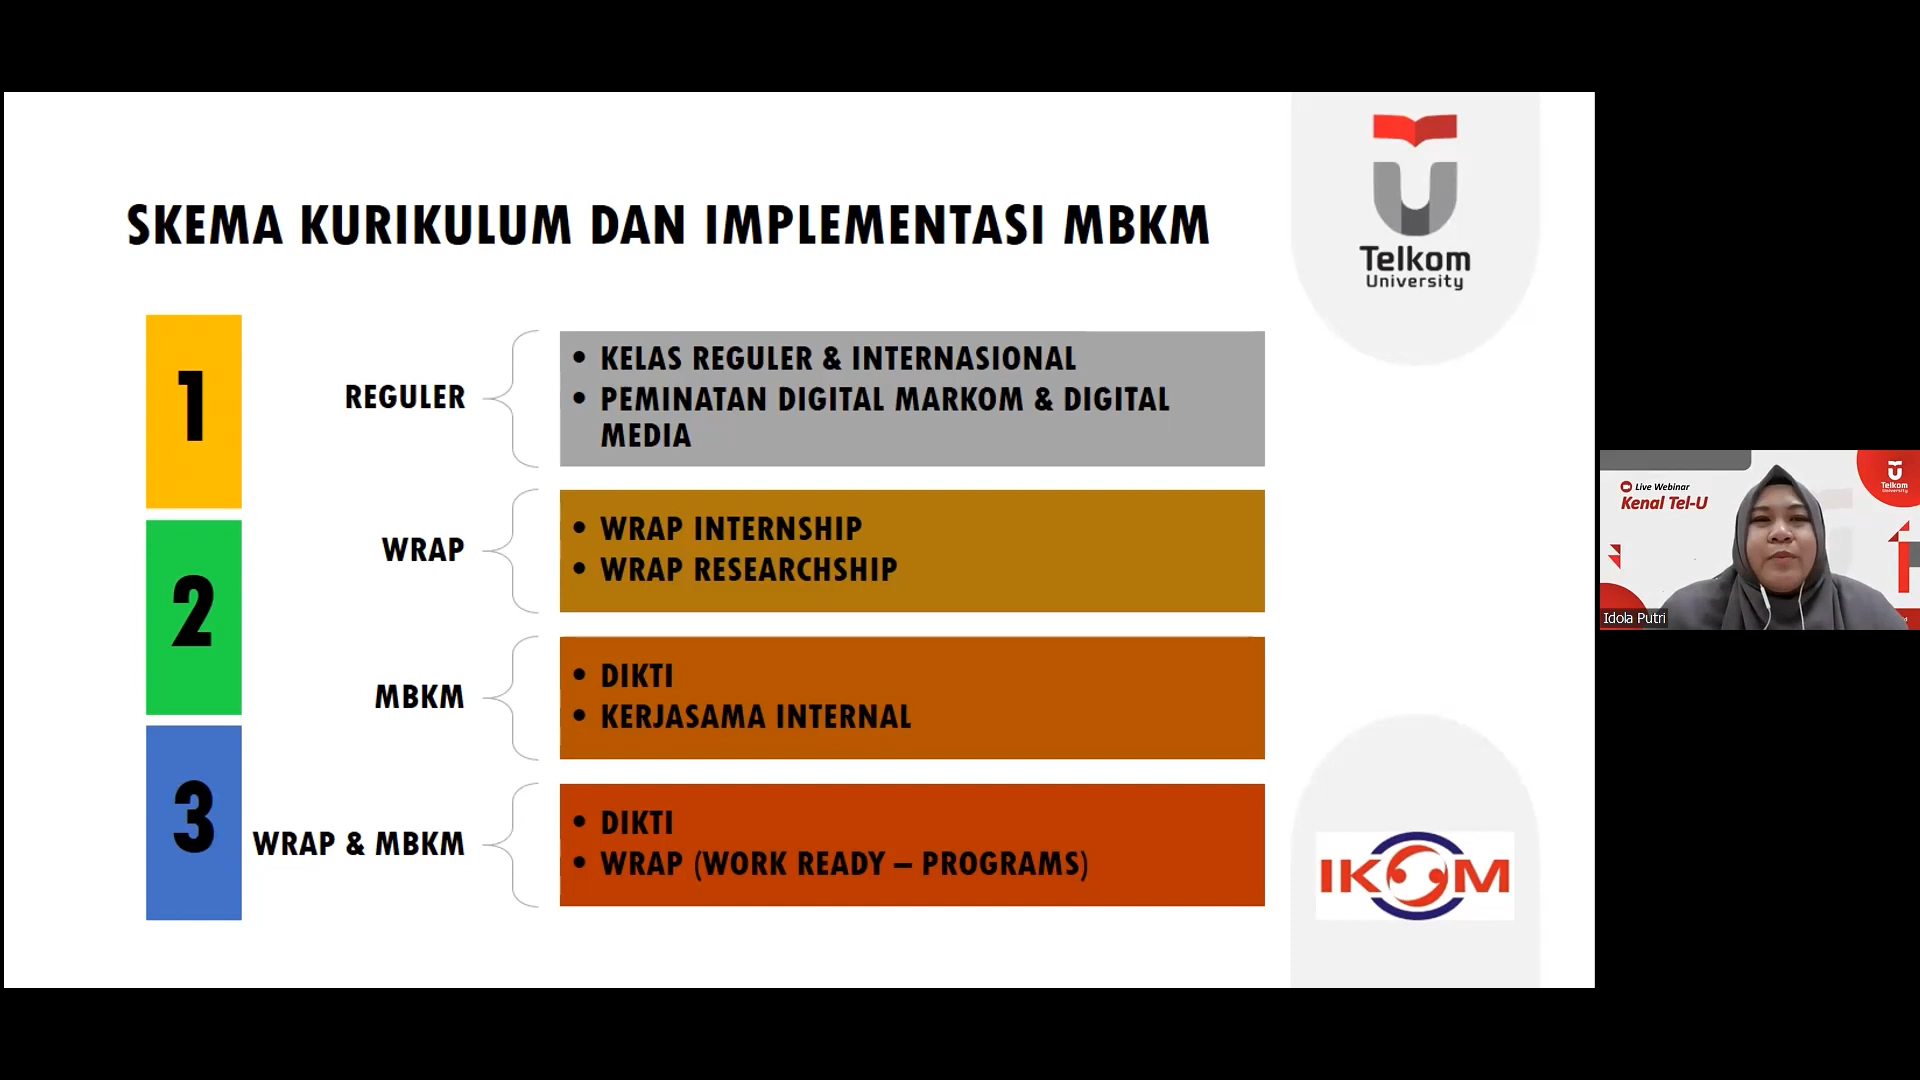 SKEMA KURIKULUM DAN IMPLEMENTASI MBKM
Telkom
University
1
REGULER
• KELAS REGULER & INTERNASIONAL
• PEMINATAN DIGITAL MARKOM & DIGITAL
MEDIA
2
WRAP
• WRAP INTERNSHIP
• WRAP RESEARCHSHIP
MBKM
• DIKTI
• KERJASAMA INTERNAL
3
WRAP & MBKM
• DIKTI
• WRAP (WORK READY – PROGRAMS)
IKOM
Live Webinar
Kenal Tel-U
Telkom
University
Idola Putri